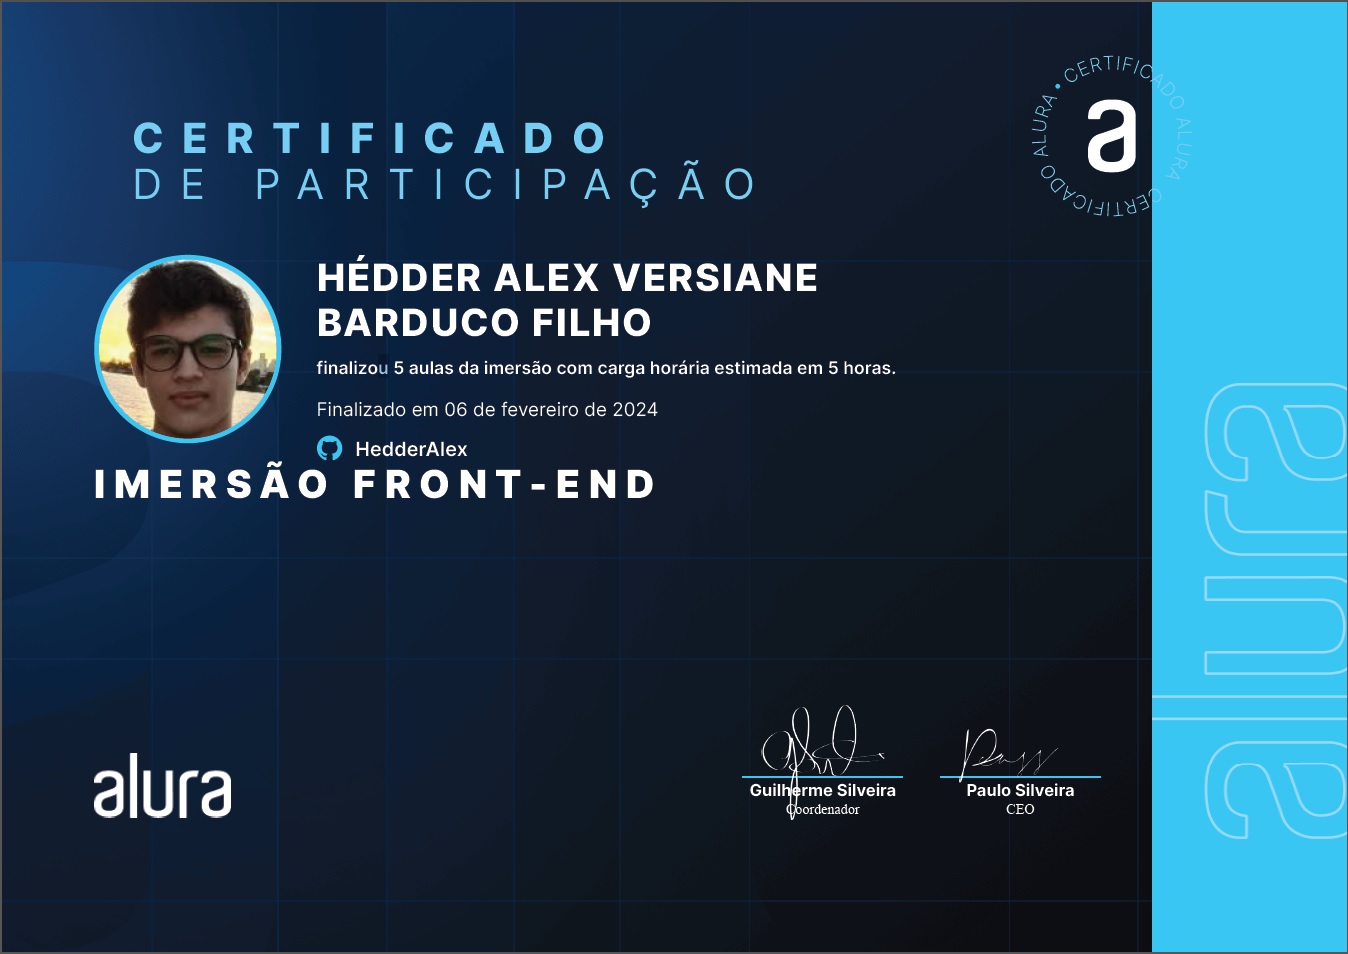 CERTIFICADO
DE PARTICIPAÇÃO
• CERTIFICADO ALURA
CERTIFICADO ALURA
a
HÉDDER ALEX VERSIANE
BARDUCO FILHO
finalizou 5 aulas da imersão com carga horária estimada em 5 horas.
Finalizado em 06 de fevereiro de 2024
HedderAlex
IMERSÃO FRONT-END
alura
alura
Guilherme Silveira
Coordenador
Paulo Silveira
CEO